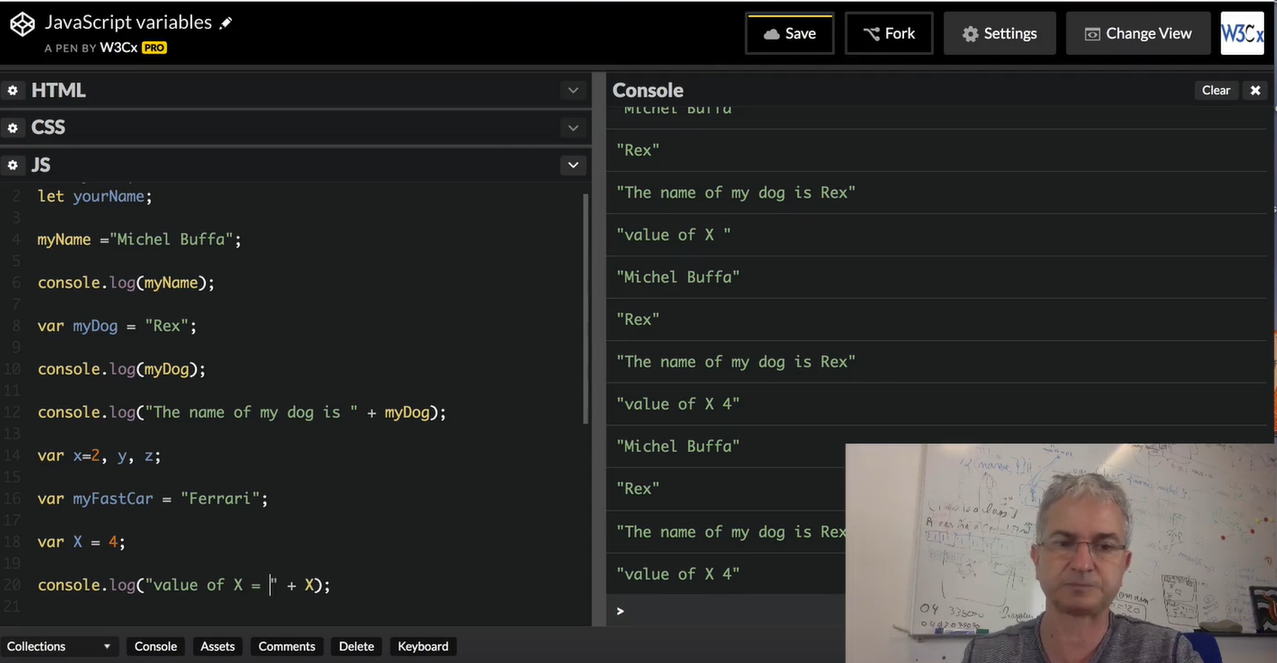 JavaScript variables
A PEN BY W3Cx PRO
Save
Fork
Settings
Change View
W3Cx
HTML
CSS
JS
2 let yourName;
3
4 myName ="Michel Buffa";
5
6 console.log(myName);
7
8 var myDog = "Rex";
9
10 console.log(myDog);
11
12 console.log("The name of my dog is " + myDog);
13
14 var x=2, y, z;
15
16 var myFastCar = "Ferrari";
17
18 var X = 4;
19
20 console.log("value of X = " + X);
21
Console
Clear
"Michel Buffa"
"Rex"
"The name of my dog is Rex"
"value of X "
"Michel Buffa"
"Rex"
"The name of my dog is Rex"
"value of X 4"
"Michel Buffa"
"Rex"
"The name of my dog is Rex
"value of X 4"
>
Collections
Console
Assets
Comments
Delete
Keyboard